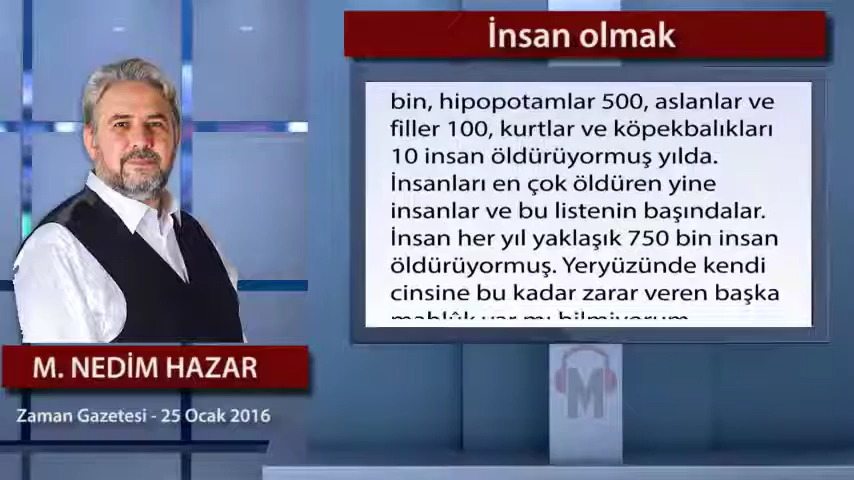 İnsan olmak
bin, hipopotamlar 500, aslanlar ve
filler 100, kurtlar ve köpekbalıkları
10 insan öldürüyormuş yılda.
İnsanları en çok öldüren yine
insanlar ve bu listenin başındalar.
İnsan her yıl yaklaşık 750 bin insan
öldürüyormuş. Yeryüzünde kendi
cinsine bu kadar zarar veren başka
M. NEDİM HAZAR
Zaman Gazetesi - 25 Ocak 2016
M